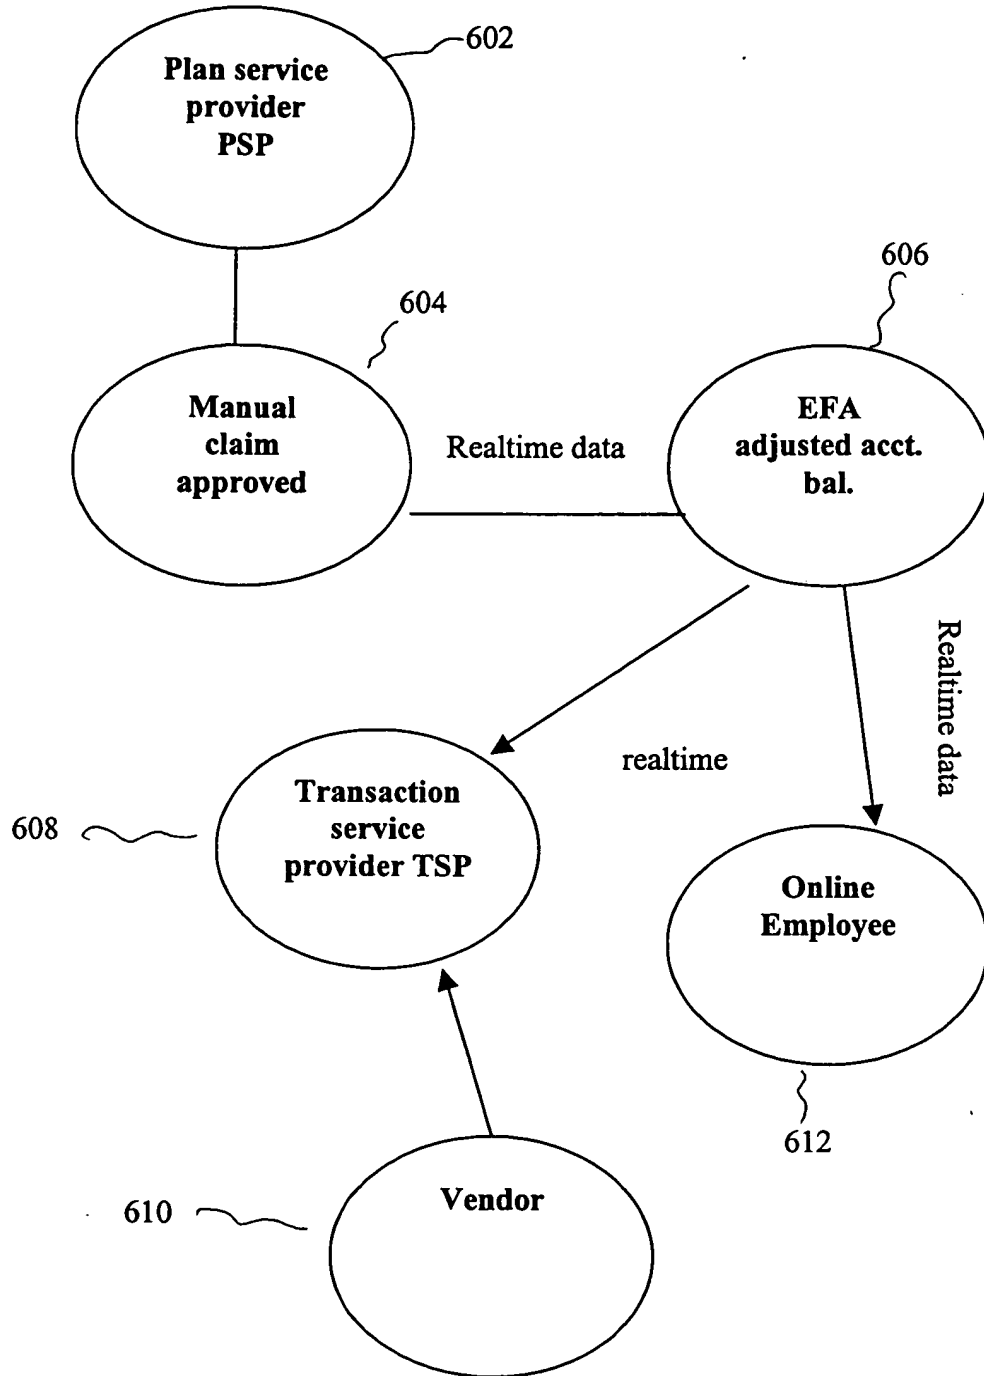 602
Plan service
provider
PSP
606
604
Manual
claim
approved
Realtime data
EFA
adjusted acct.
bal.
Realtime data
realtime
Transaction
service
provider TSP
608
Online
Employee
612
610
Vendor